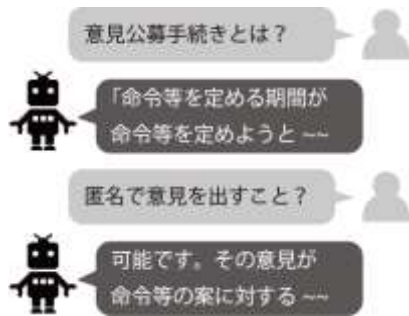 意見公募手続きとは？
「命令等を定める期間が
命令等を定めようと ~~
匿名で意見を出すこと？
可能です。その意見が
命令等の案に対する ~~